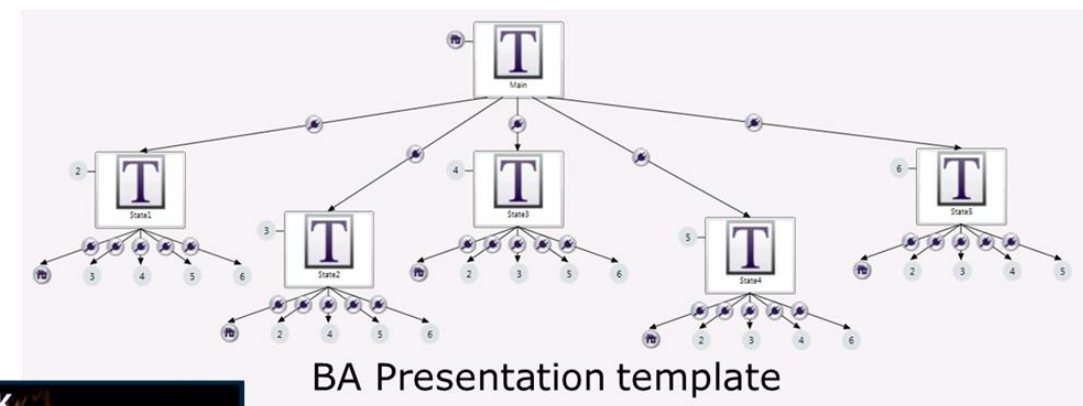 T
Main
2
T
State1
4
T
State3
6
T
State5
3
T
State2
5
T
State4
3 4 5 6
2 3 5 6
2 3 4 5
2 4 5 6
2 3 4 6
BA Presentation template